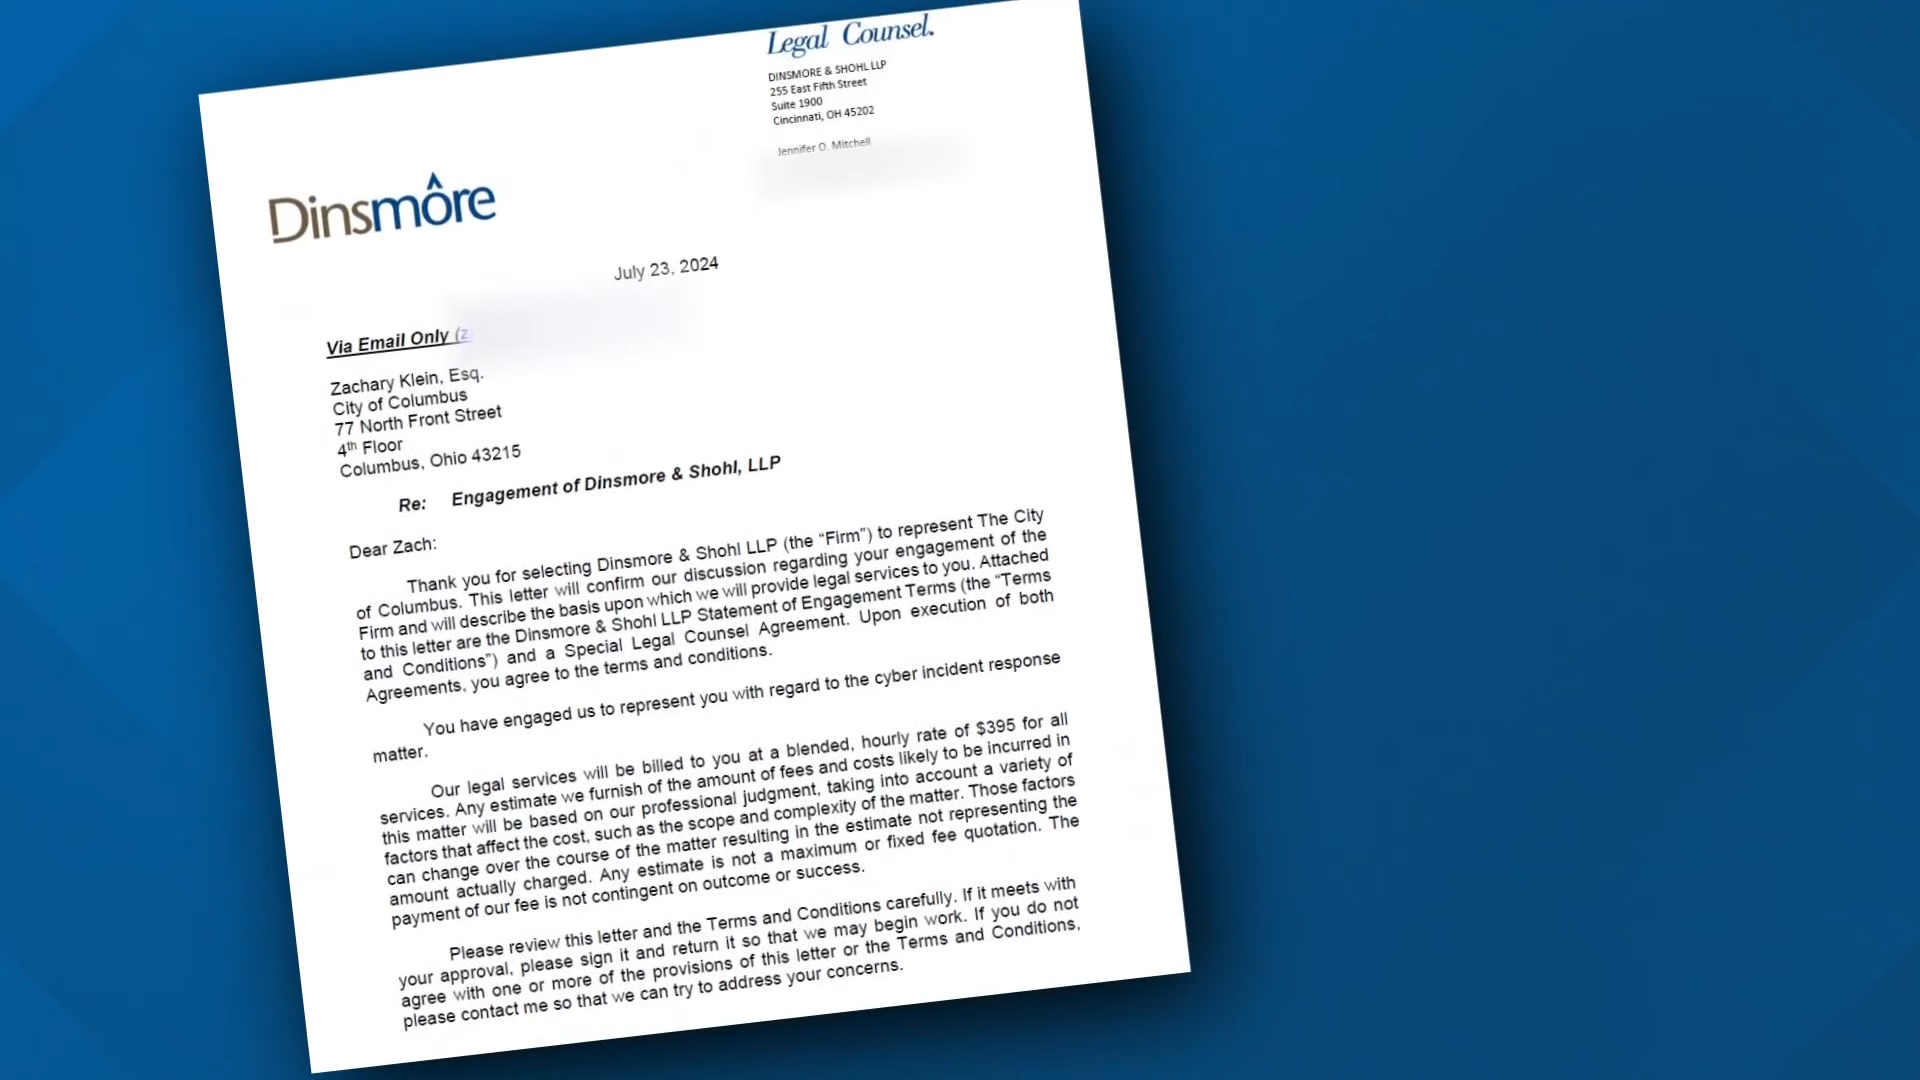 Legal Counsel.
DINSMORE & SHOHL LLP
255 East Fifth Street
Suite 1900
Cincinnati, OH 45202
Jennifer O. Mitchell
Dinsmôre
July 23, 2024
Via Email Only (z
Zachary Klein, Esq.
City of Columbus
77 North Front Street
4th Floor
Columbus, Ohio 43215
Re: Engagement of Dinsmore & Shohl, LLP
Dear Zach:
Thank you for selecting Dinsmore & Shohl LLP (the “Firm”) to represent The City
of Columbus. This letter will confirm our discussion regarding your engagement of the
Firm and will describe the basis upon which we will provide legal services to you. Attached
to this letter are the Dinsmore & Shohl LLP Statement of Engagement Terms (the “Terms
and Conditions”) and a Special Legal Counsel Agreement. Upon execution of both
Agreements, you agree to the terms and conditions.
You have engaged us to represent you with regard to the cyber incident response
matter.
Our legal services will be billed to you at a blended, hourly rate of $395 for all
services. Any estimate we furnish of the amount of fees and costs likely to be incurred in
this matter will be based on our professional judgment, taking into account a variety of
factors that affect the cost, such as the scope and complexity of the matter. Those factors
can change over the course of the matter resulting in the estimate not representing the
amount actually charged. Any estimate is not a maximum or fixed fee quotation. The
payment of our fee is not contingent on outcome or success.
Please review this letter and the Terms and Conditions carefully. If it meets with
your approval, please sign it and return it so that we may begin work. If you do not
agree with one or more of the provisions of this letter or the Terms and Conditions,
please contact me so that we can try to address your concerns.